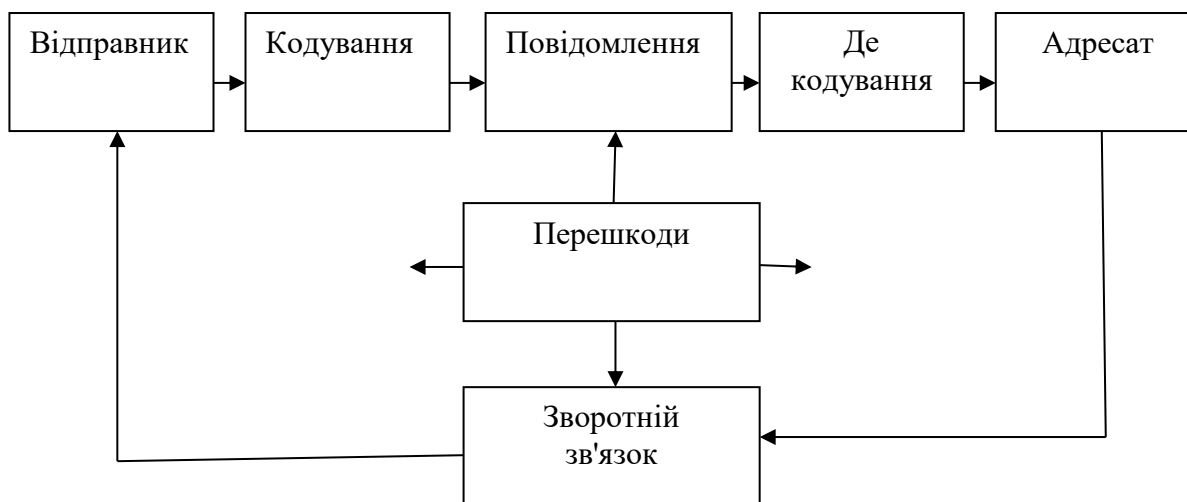 Відправник
Кодування
Повідомлення
Де
кодування
Адресат
Перешкоди
Зворотній
зв'язок